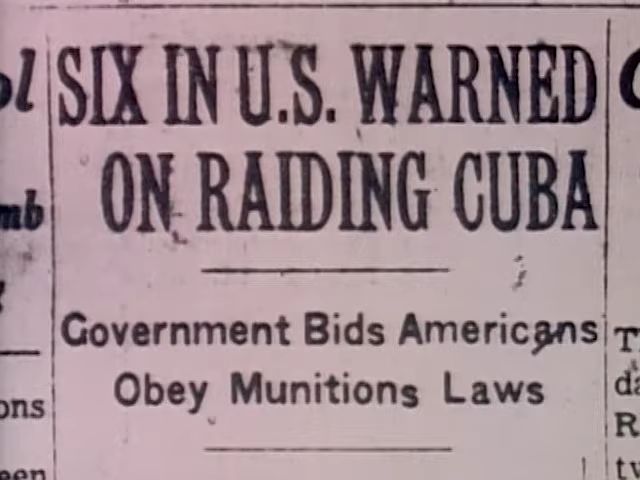 SIX IN U.S. WARNED
ON RAIDING CUBA
Government Bids Americans
Obey Munitions Laws